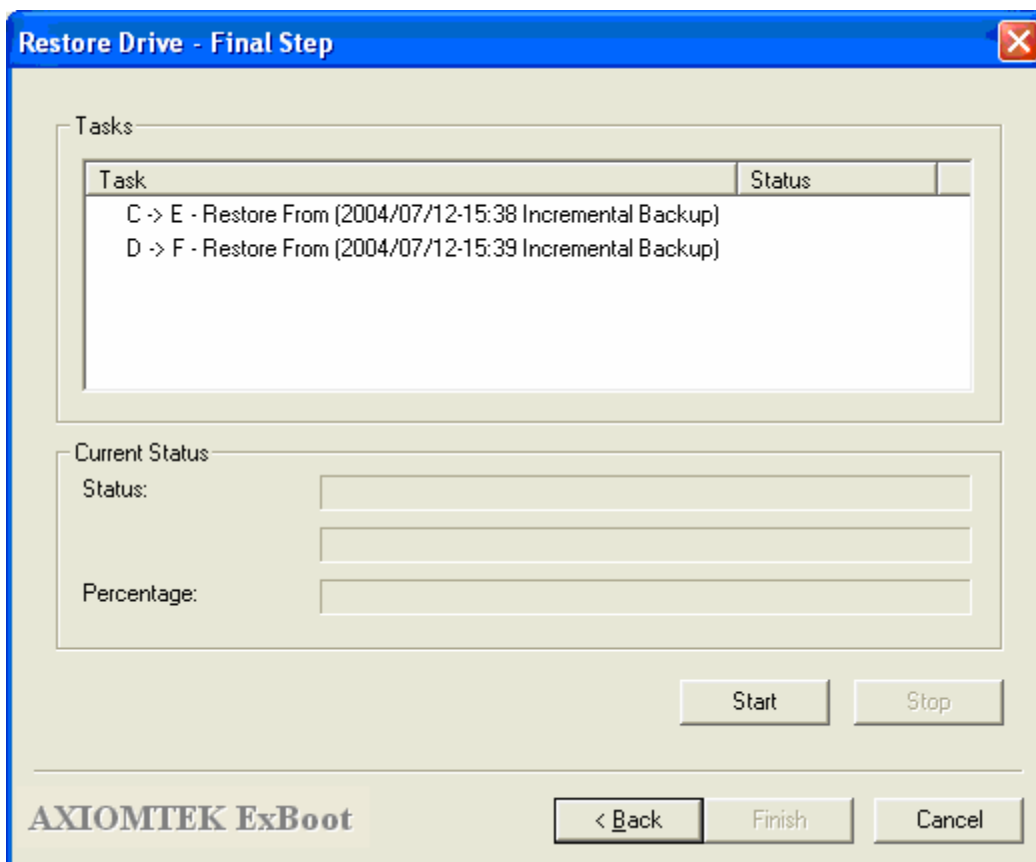 Restore Drive - Final Step
Tasks
Task Status
C -> E - Restore From (2004/07/12-15:38 Incremental Backup)
D -> F - Restore From (2004/07/12-15:39 Incremental Backup)
Current Status
Status:
Percentage:
Start Stop
AXIOMTEK ExBoot < Back Finish Cancel